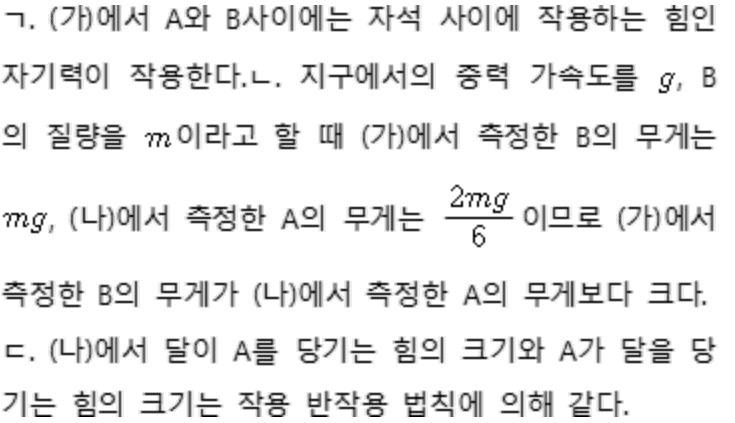 ㄱ. (가)에서 A와 B사이에는 자석 사이에 작용하는 힘인
자기력이 작용한다.ㄴ. 지구에서의 중력 가속도를 g, B
의 질량을 m이라고 할 때 (가)에서 측정한 B의 무게는
mg, (나)에서 측정한 A의 무게는 \frac{2mg}{6} 이므로 (가)에서
측정한 B의 무게가 (나)에서 측정한 A의 무게보다 크다.
ㄷ. (나)에서 달이 A를 당기는 힘의 크기와 A가 달을 당
기는 힘의 크기는 작용 반작용 법칙에 의해 같다.